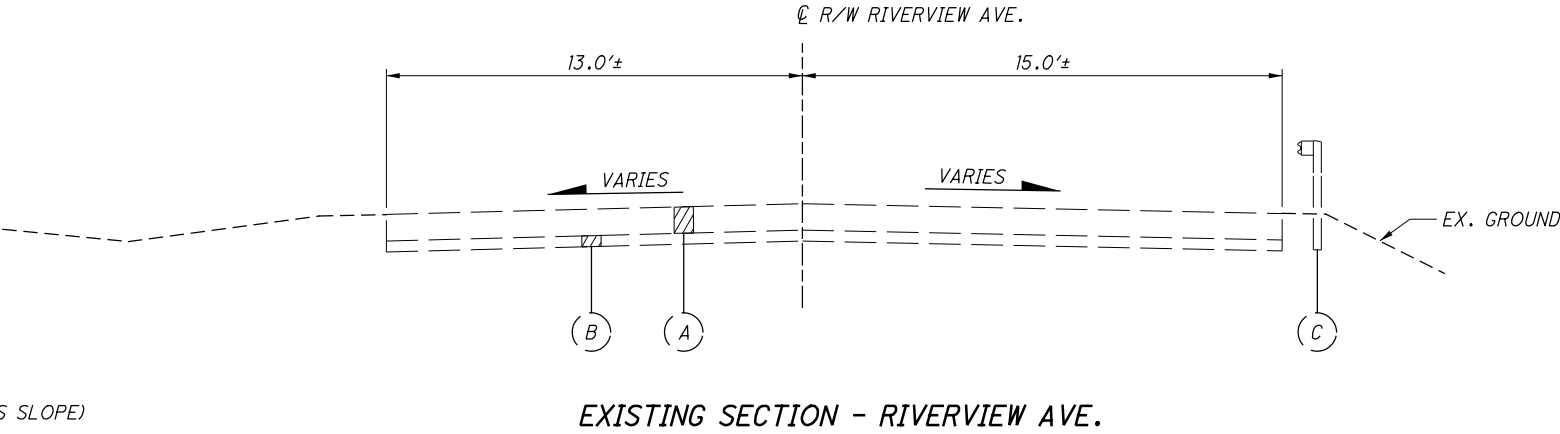 ℄ R/W RIVERVIEW AVE.
13.0'±
15.0'±
VARIES
VARIES
EX. GROUND
B
A
C
S SLOPE)
EXISTING SECTION - RIVERVIEW AVE.